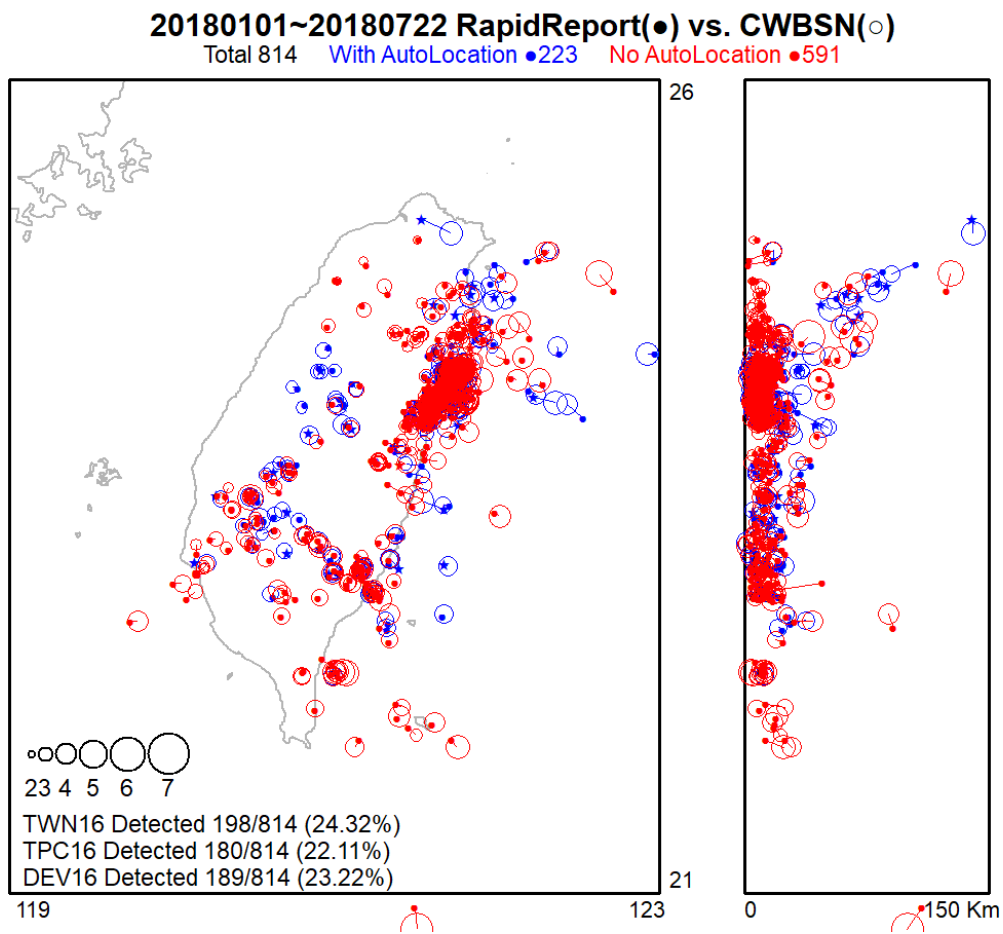 20180101~20180722 RapidReport(●) vs. CWBSN(○)
Total 814 With AutoLocation ●223 No AutoLocation ●591
26
23 4 5 6 7
TWN16 Detected 198/814 (24.32%)
TPC16 Detected 180/814 (22.11%)
DEV16 Detected 189/814 (23.22%)
21
119 123 0 150 Km